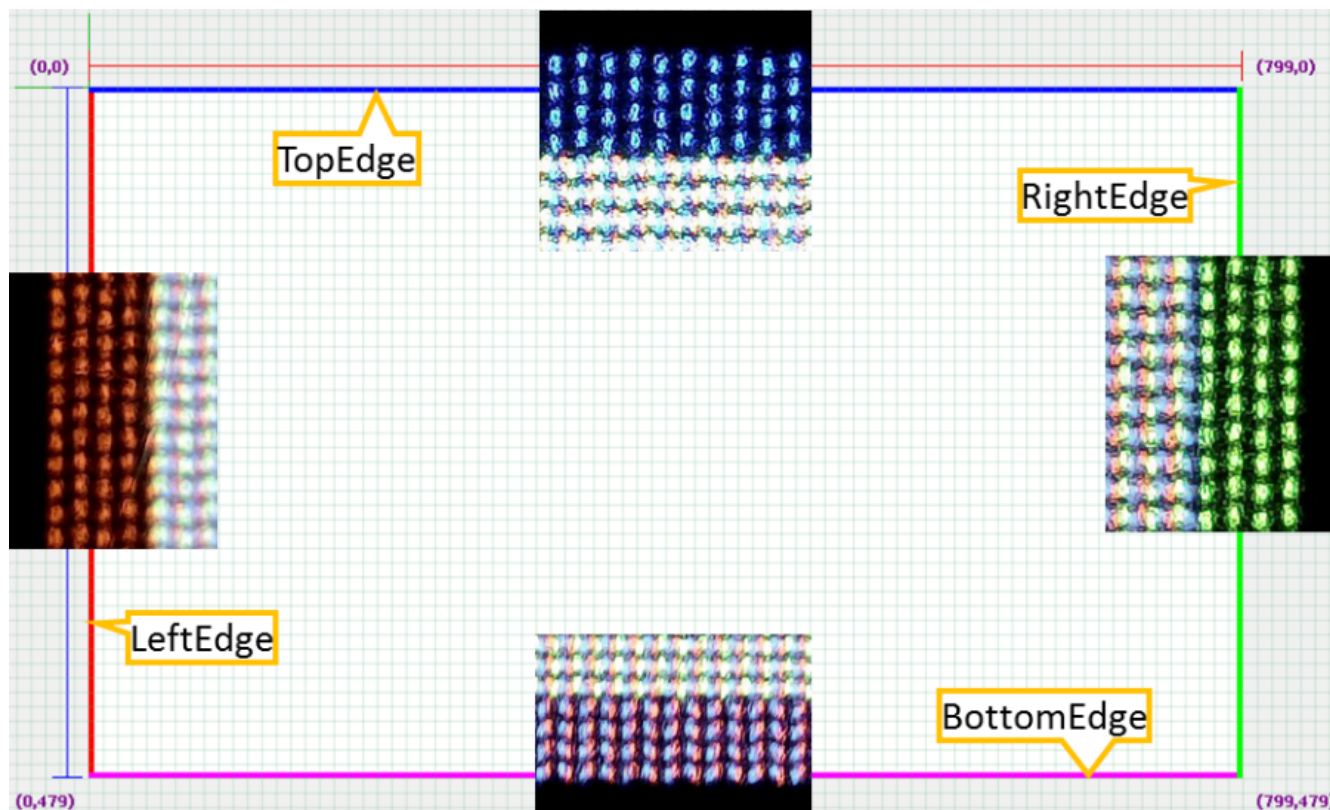 (0,0)
(799,0)
TopEdge
RightEdge
LeftEdge
BottomEdge
(0,479)
(799,479)